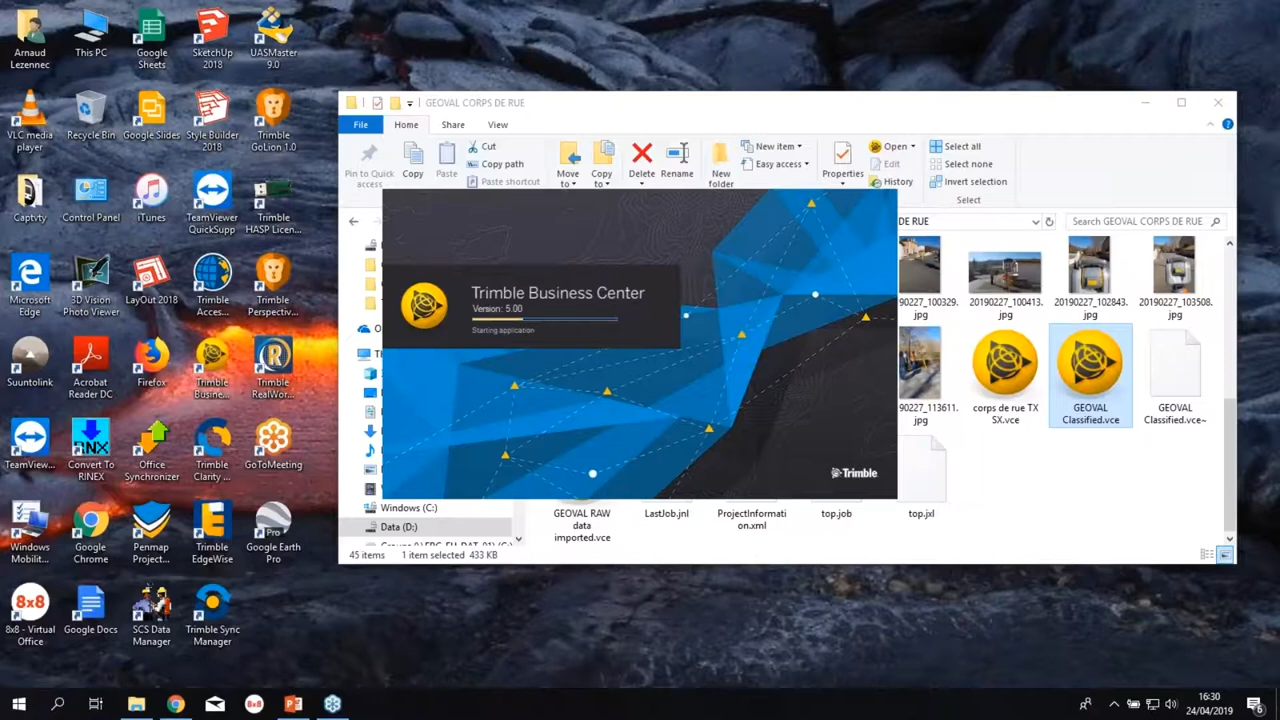 Arnaud
Lezennec
This PC
Google
Sheets
SketchUp
2018
UASMaster
9.0
VLC media
player
Recycle Bin
Google Slides
Style Builder
2018
Trimble
GoLion 1.0
Captvty
Control Panel
iTunes
TeamViewer
QuickSupp
Trimble
HASP Licen...
Microsoft
Edge
3D Vision
Photo Viewer
LayOut 2018
Trimble
Acces...
Trimble
Perspectiv...
Suuntolink
Acrobat
Reader DC
Firefox
Trimble
Busine...
Trimble
RealWor...
TeamView...
Convert To
RINEX
Office
Synchronizer
Trimble
Clarity ...
GoToMeeting
Windows
Mobilit...
Google
Chrome
Penmap
Project...
Trimble
EdgeWise
Google Earth
Pro
8x8 - Virtual
Office
Google Docs
SCS Data
Manager
Trimble Sync
Manager
GEOVAL CORPS DE RUE
File
Home
Share
View
Pin to Quick
access
Copy
Paste
Cut
Copy path
Paste shortcut
Move
to
Copy
to
Delete
Rename
New
folder
New item
Easy access
Properties
Open
Edit
History
Select all
Select none
Invert selection
Select
DE RUE
Search GEOVAL CORPS DE RUE
Trimble Business Center
Version: 5.00
Starting application
Trimble
20190227_100413.
jpg
20190227_102843.
jpg
20190227_103508.
jpg
corps de rue TX
SX.vce
GEOVAL
Classified.vce
GEOVAL
Classified.vce~
GEOVAL RAW
data
imported.vce
LastJob.jnl
ProjectInformati
on.xml
top.job
top.jxl
Windows (C:)
Data (D:)
45 items
1 item selected 433 KB
16:30
24/04/2019